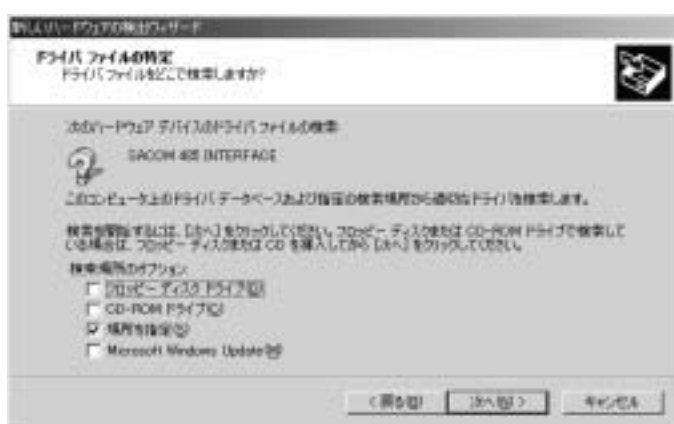 新しいハードウェアの検出ウィザード
ドライバ ファイルの特定
ドライバ ファイルをどこで検索しますか?
次のハードウェア デバイスのドライバ ファイルの検索
SACOM 485 INTERFACE
このコンピュータ上のドライバ データベースおよび指定の検索場所から適切なドライバを検索します。
検索を開始するには、[次へ] をクリックしてください。フロッピー ディスクまたは CD-ROM ドライブで検索して
いる場合は、フロッピー ディスクまたは CD を挿入してから [次へ] をクリックしてください。
検索場所のオプション:
フロッピー ディスク ドライブ(D)
CD-ROM ドライブ(C)
場所を指定(S)
Microsoft Windows Update(M)
< 戻る(B)
次へ(N) >
キャンセル